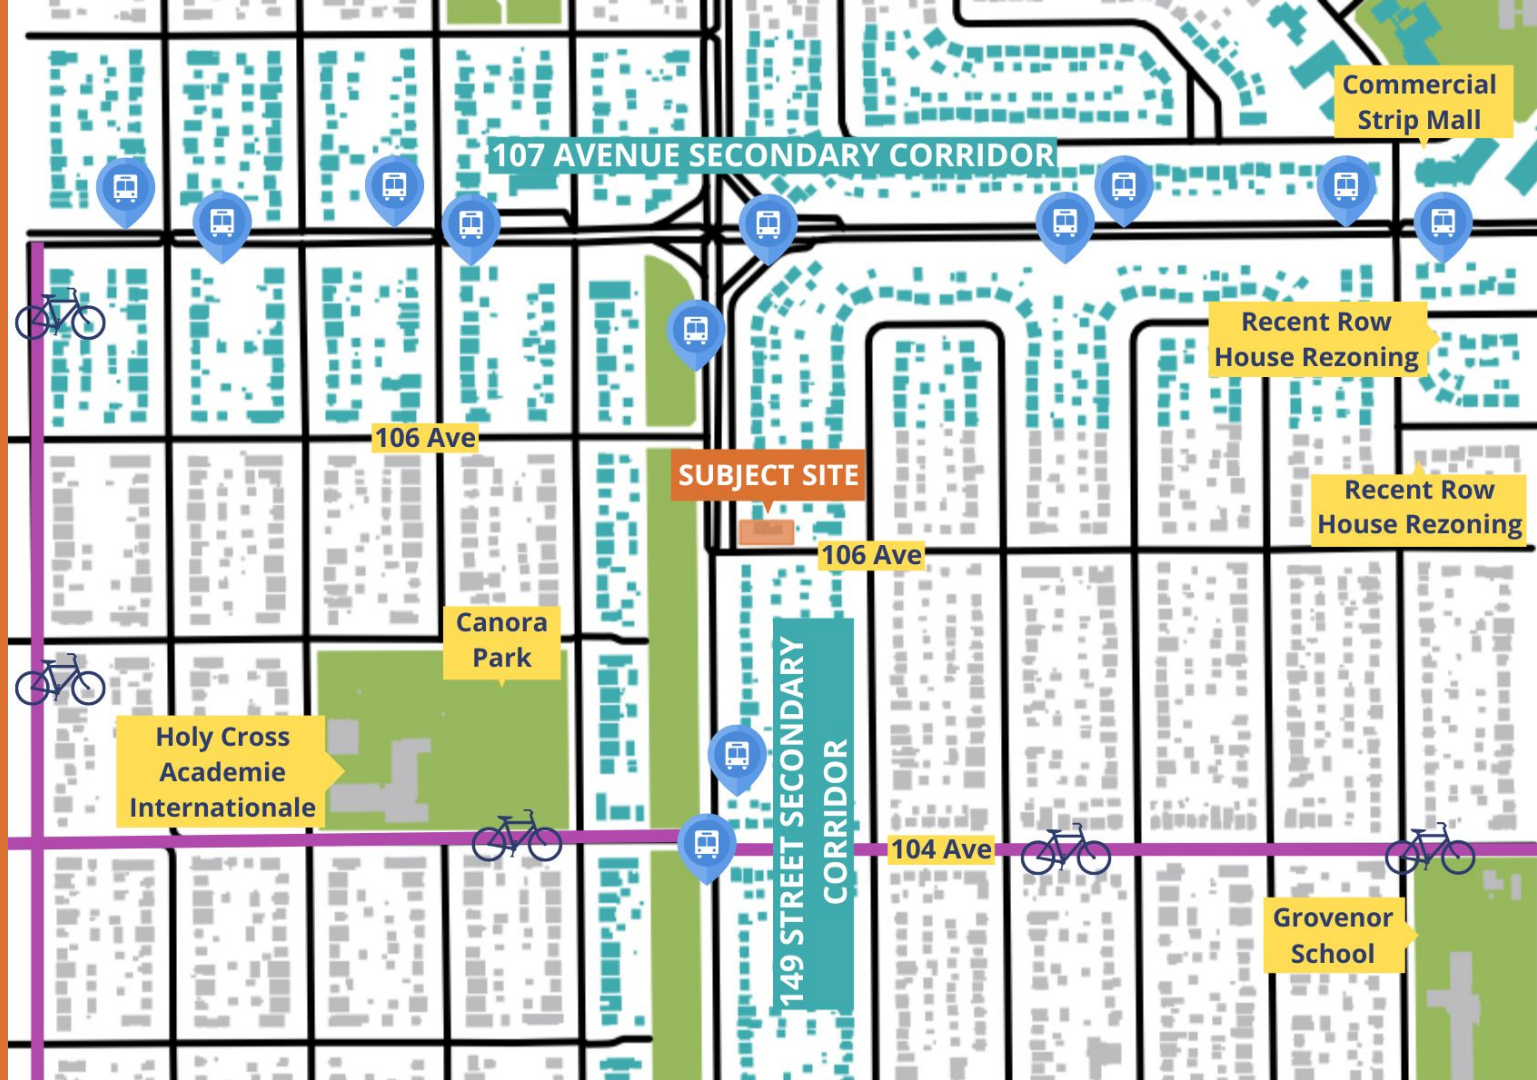 Commercial
Strip Mall
107 AVENUE SECONDARY CORRIDOR
Recent Row
House Rezoning
106 Ave
SUBJECT SITE
Recent Row
House Rezoning
106 Ave
Canora
Park
149 STREET SECONDARY
CORRIDOR
Holy Cross
Academie
Internationale
104 Ave
Grovenor
School